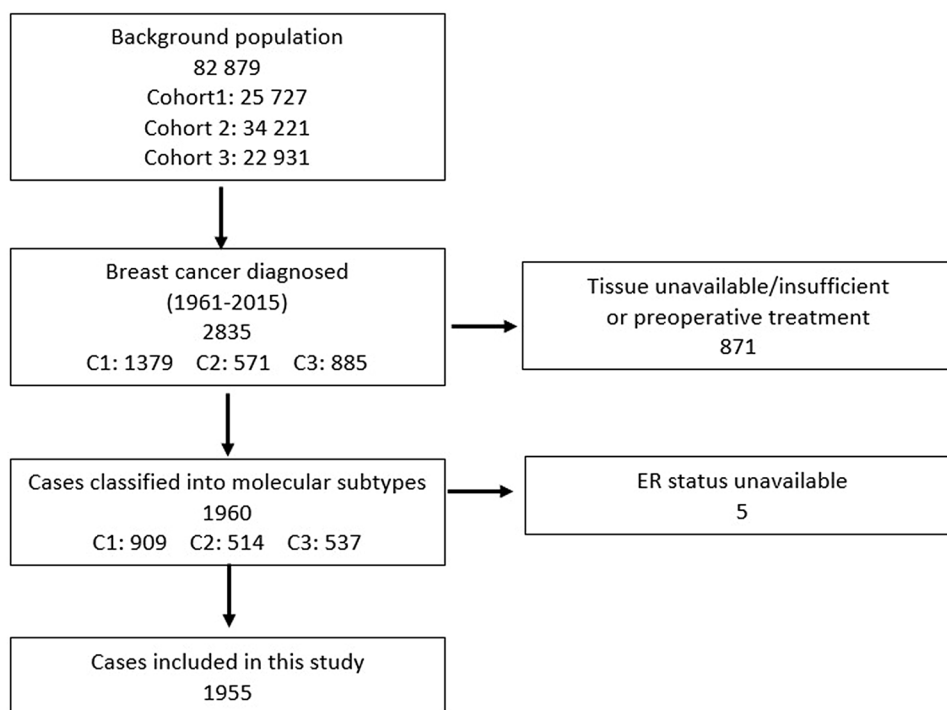 Background population
82 879
Cohort1: 25 727
Cohort 2: 34 221
Cohort 3: 22 931
Breast cancer diagnosed
(1961-2015)
2835
C1: 1379 C2: 571 C3: 885
Tissue unavailable/insufficient
or preoperative treatment
871
Cases classified into molecular subtypes
1960
C1: 909 C2: 514 C3: 537
ER status unavailable
5
Cases included in this study
1955